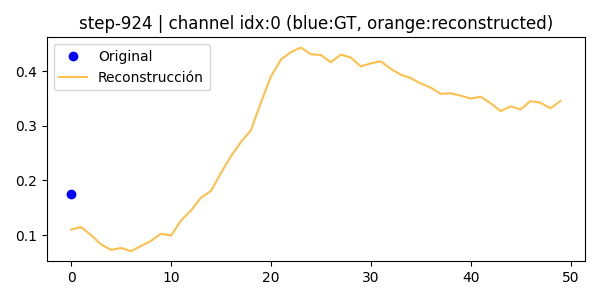 step-924 | channel idx:0 (blue:GT, orange:reconstructed)
Original
Reconstrucción
0.4
0.3
0.2
0.1
0 10 20 30 40 50